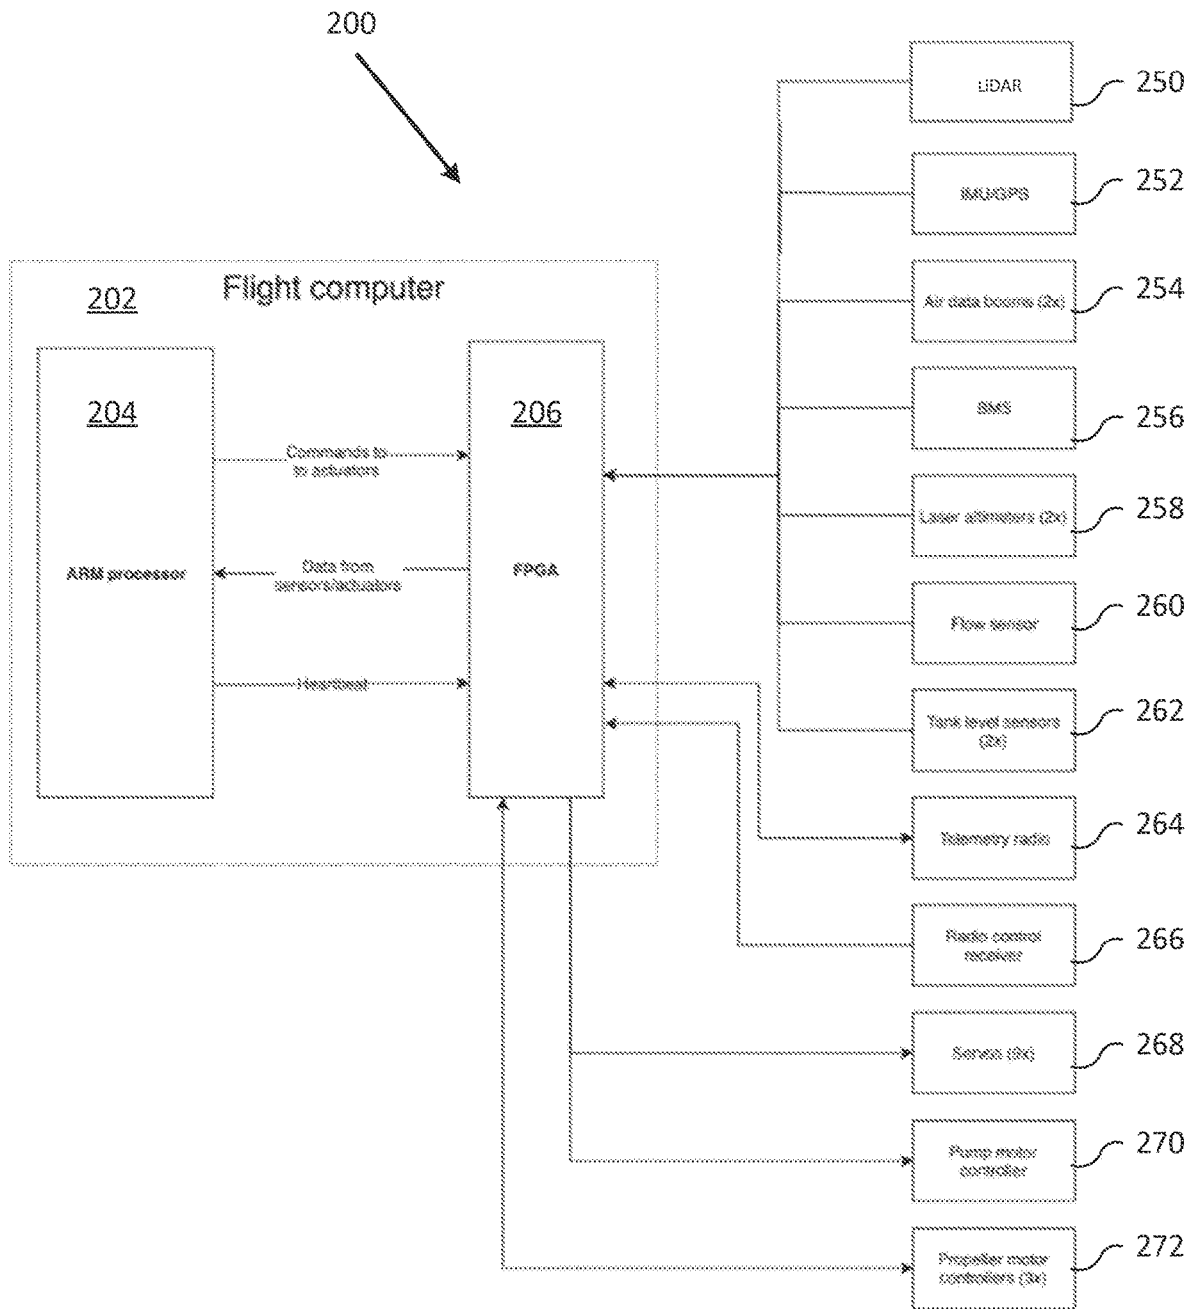 200
LiDAR
250
IMU/GPS
252
Flight computer
202
Air data booms (2x)
254
204
206
BMS
256
Commands to
to actuators
Laser altimeters (2x)
258
ARM processor
Data from
sensors/actuators
FPGA
Flow sensor
260
Heartbeat
Tank level sensors
(2x)
262
Telemetry radio
264
Radio control
receiver
266
Servos
268
Pump motor
controller
270
Propeller motor
controllers (3x)
272